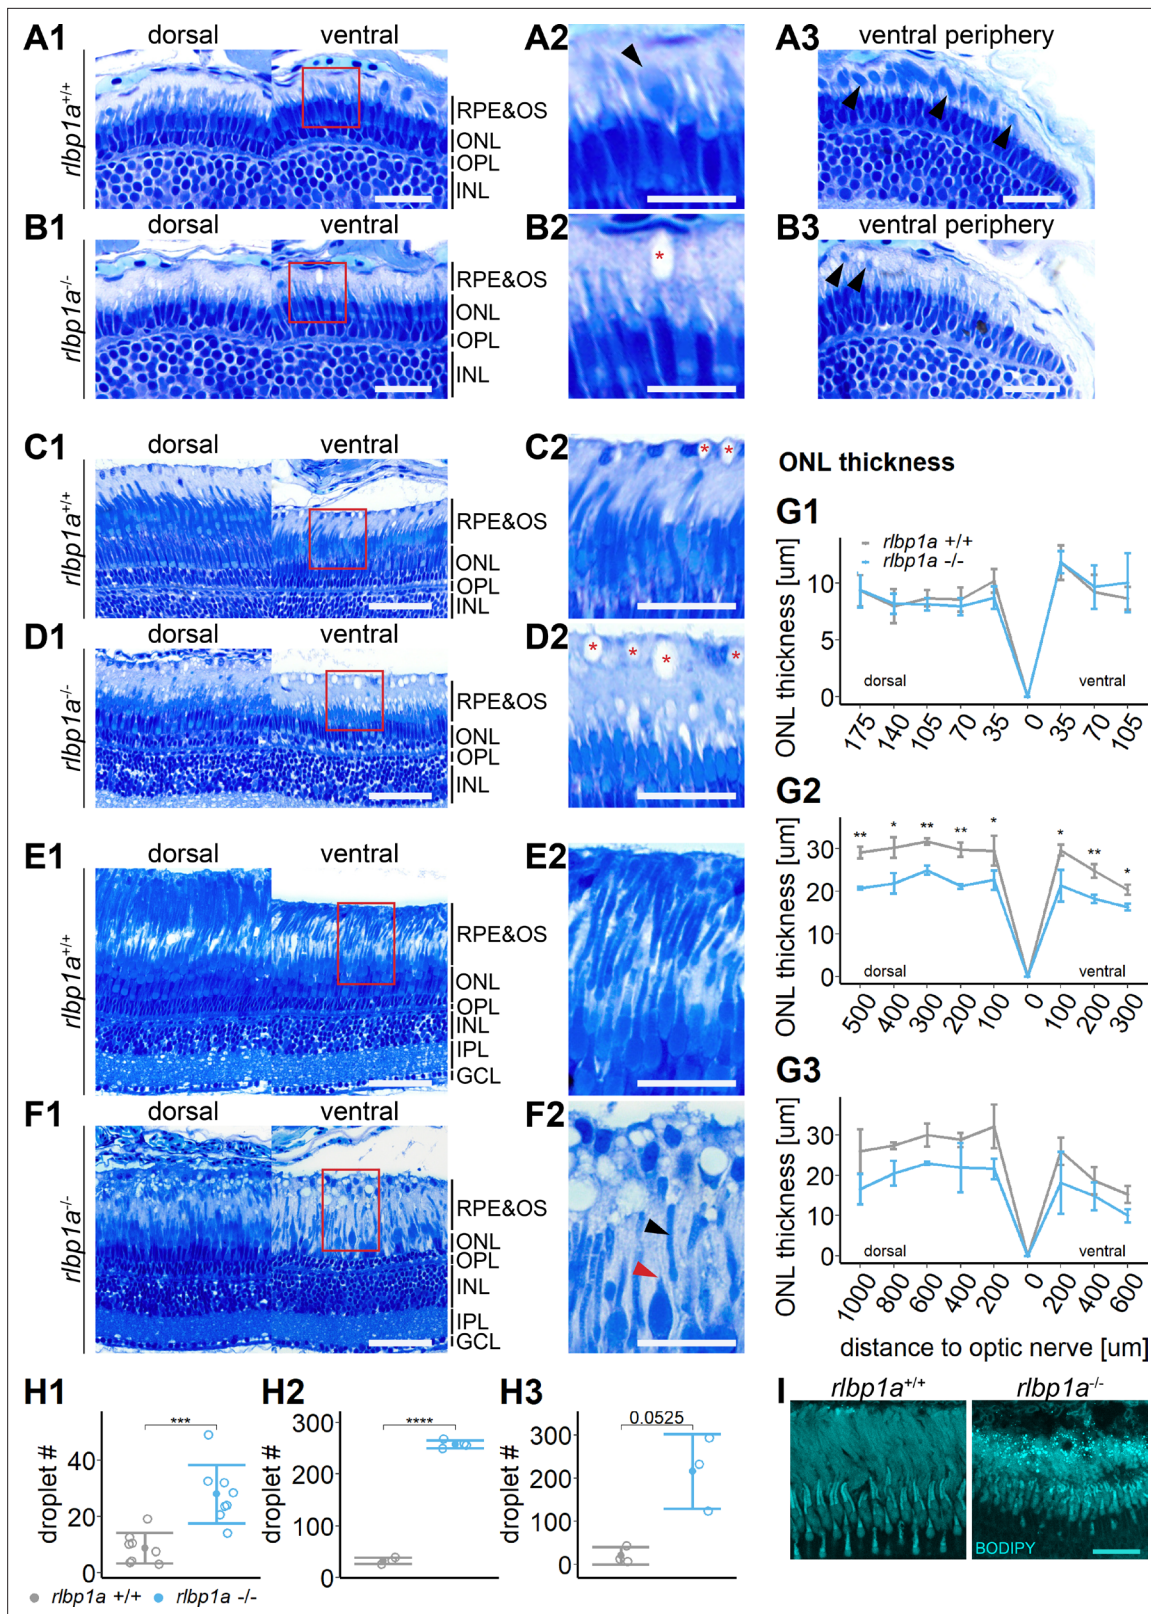 A1 dorsal ventral A2 A3 ventral periphery
rlbp1a+/+
RPE&OS
ONL
OPL
INL
B1 dorsal ventral B2 B3 ventral periphery
rlbp1a-/-
*
RPE&OS
ONL
OPL
INL
C1 dorsal ventral C2
rlbp1a+/+
* *
RPE&OS
ONL
OPL
INL
D1 dorsal ventral D2
rlbp1a-/-
* * * *
RPE&OS
ONL
OPL
INL
E1 dorsal ventral E2
rlbp1a+/+
RPE&OS
ONL
OPL
INL
IPL
GCL
F1 dorsal ventral F2
rlbp1a-/-
RPE&OS
ONL
OPL
INL
IPL
GCL
ONL thickness
G1
rlbp1a +/+
rlbp1a -/-
ONL thickness [um]
10
5
0
dorsal ventral
175 140 105 70 35 0 35 70 105
G2
ONL thickness [um]
30
20
10
0
** * ** ** * * ** *
dorsal ventral
500 400 300 200 100 0 100 200 300
G3
ONL thickness [um]
30
20
10
0
dorsal ventral
1000 800 600 400 200 0 200 400 600
distance to optic nerve [um]
H1
***
droplet #
40
20
0
H2
****
droplet #
300
200
100
0
H3
0.0525
droplet #
300
200
100
0
rlbp1a +/+ rlbp1a -/-
I rlbp1a+/+ rlbp1a-/-
BODIPY